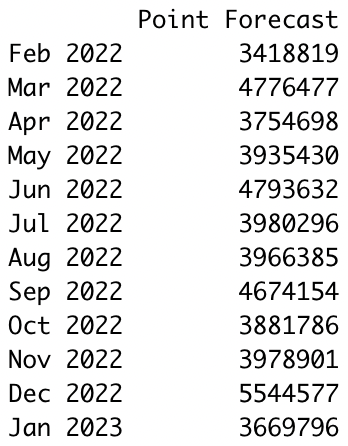 Point Forecast
Feb 2022 3418819
Mar 2022 4776477
Apr 2022 3754698
May 2022 3935430
Jun 2022 4793632
Jul 2022 3980296
Aug 2022 3966385
Sep 2022 4674154
Oct 2022 3881786
Nov 2022 3978901
Dec 2022 5544577
Jan 2023 3669796